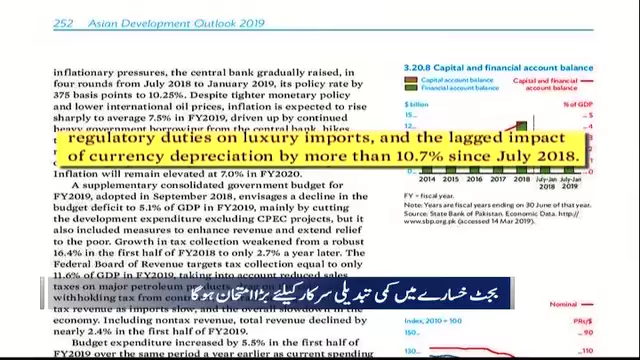 252 Asian Development Outlook 2019
inflationary pressures, the central bank gradually raised, in
four rounds from July 2018 to January 2019, its policy rate by
375 basis points to 10.25%. Despite tighter monetary policy
and lower international oil prices, inflation is expected to rise
sharply to average 7.5% in FY2019, driven up by continued
heavy government borrowing from the central bank, hikes
regulatory duties on luxury imports, and the lagged impact
of currency depreciation by more than 10.7% since July 2018.
Inflation will remain elevated at 7.0% in FY2020.
A supplementary consolidated government budget for
FY2019, adopted in September 2018, envisages a decline in the
budget deficit to 5.1% of GDP in FY2019, mainly by cutting
the development expenditure excluding CPEC projects, but it
also included measures to enhance revenue and extend relief
to the poor. Growth in tax collection weakened from a robust
16.4% in the first half of FY2018 to only 2.7% a year later. The
Federal Board of Revenue targets tax collection equal to only
11.6% of GDP in FY2019, taking into account reduced sales
taxes on major petroleum
withholding tax from
tax revenue as imports slow, and the overall slowdown in the
economy. Including nontax revenue, total revenue declined by
nearly 2.4% in the first half of FY2019.
Budget expenditure increased by 5.5% in the first half of
FY2019 over the same period a year earlier as current spending
3.20.8 Capital and financial account balance
Capital account balance
Financial account balance
Capital and financial
account balance
$ billion
% of GDP
15
5
12
4
0
0
2014 2015 2016 2017 2018 July-Jan July-Jan
2018 2019
FY = fiscal year.
Note: Years are fiscal years ending on 30 June of that year.
Source: State Bank of Pakistan. Economic Data. http://
www.sbp.org.pk (accessed 14 Mar 2019).
بجٹ خسارے میں کمی تبدیلی سرکار کیلئے بڑا امتحان ہوگا
Nominal
Index, 2010 = 100
PRs/$
150
90
130
110